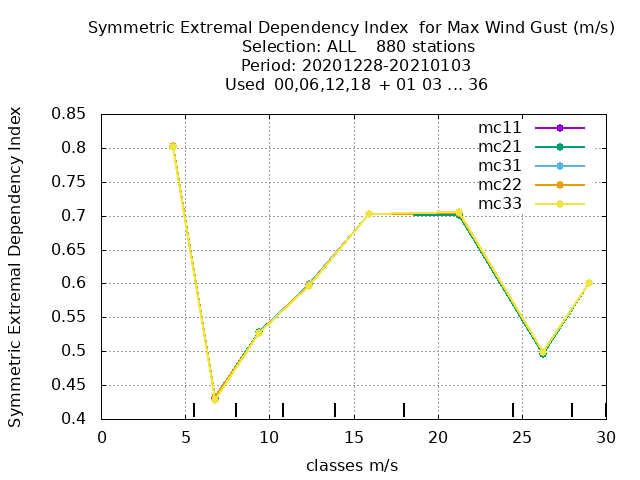 Symmetric Extremal Dependency Index  for Max Wind Gust (m/s)
Selection: ALL    880 stations
Period: 20201228-20210103
Used  00,06,12,18  + 01 03 ... 36
Symmetric Extremal Dependency Index
0.85
0.8
0.75
0.7
0.65
0.6
0.55
0.5
0.45
0.4
mc11
mc21
mc31
mc22
mc33
0 5 10 15 20 25 30
classes m/s